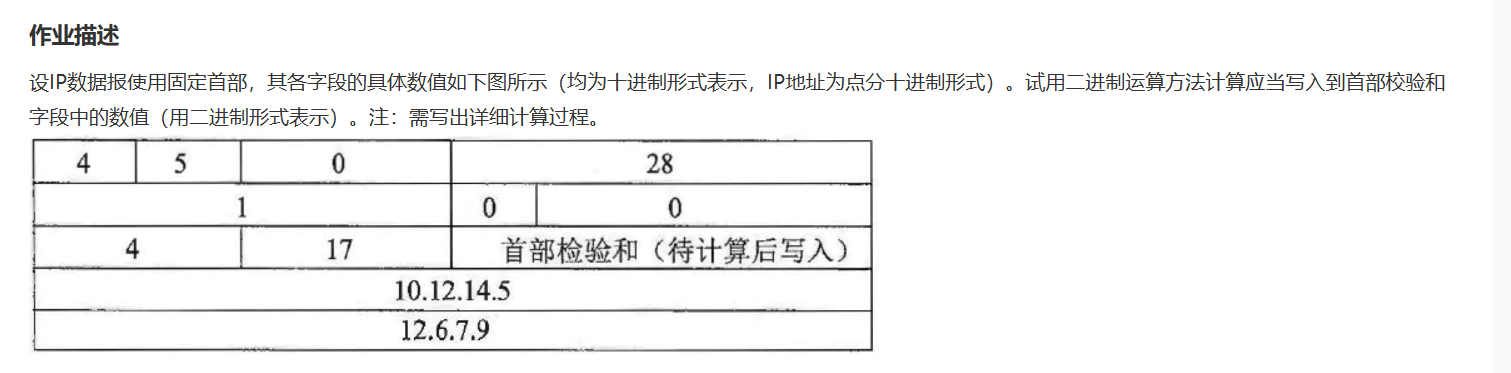 作业描述
设IP数据报使用固定首部，其各字段的具体数值如下图所示（均为十进制形式表示，IP地址为点分十进制形式）。试用二进制运算方法计算应当写入到首部校验和
字段中的数值（用二进制形式表示）。注：需写出详细计算过程。
4 5 0 28
1 0 0
4 17 首部检验和（待计算后写入）
10.12.14.5
12.6.7.9